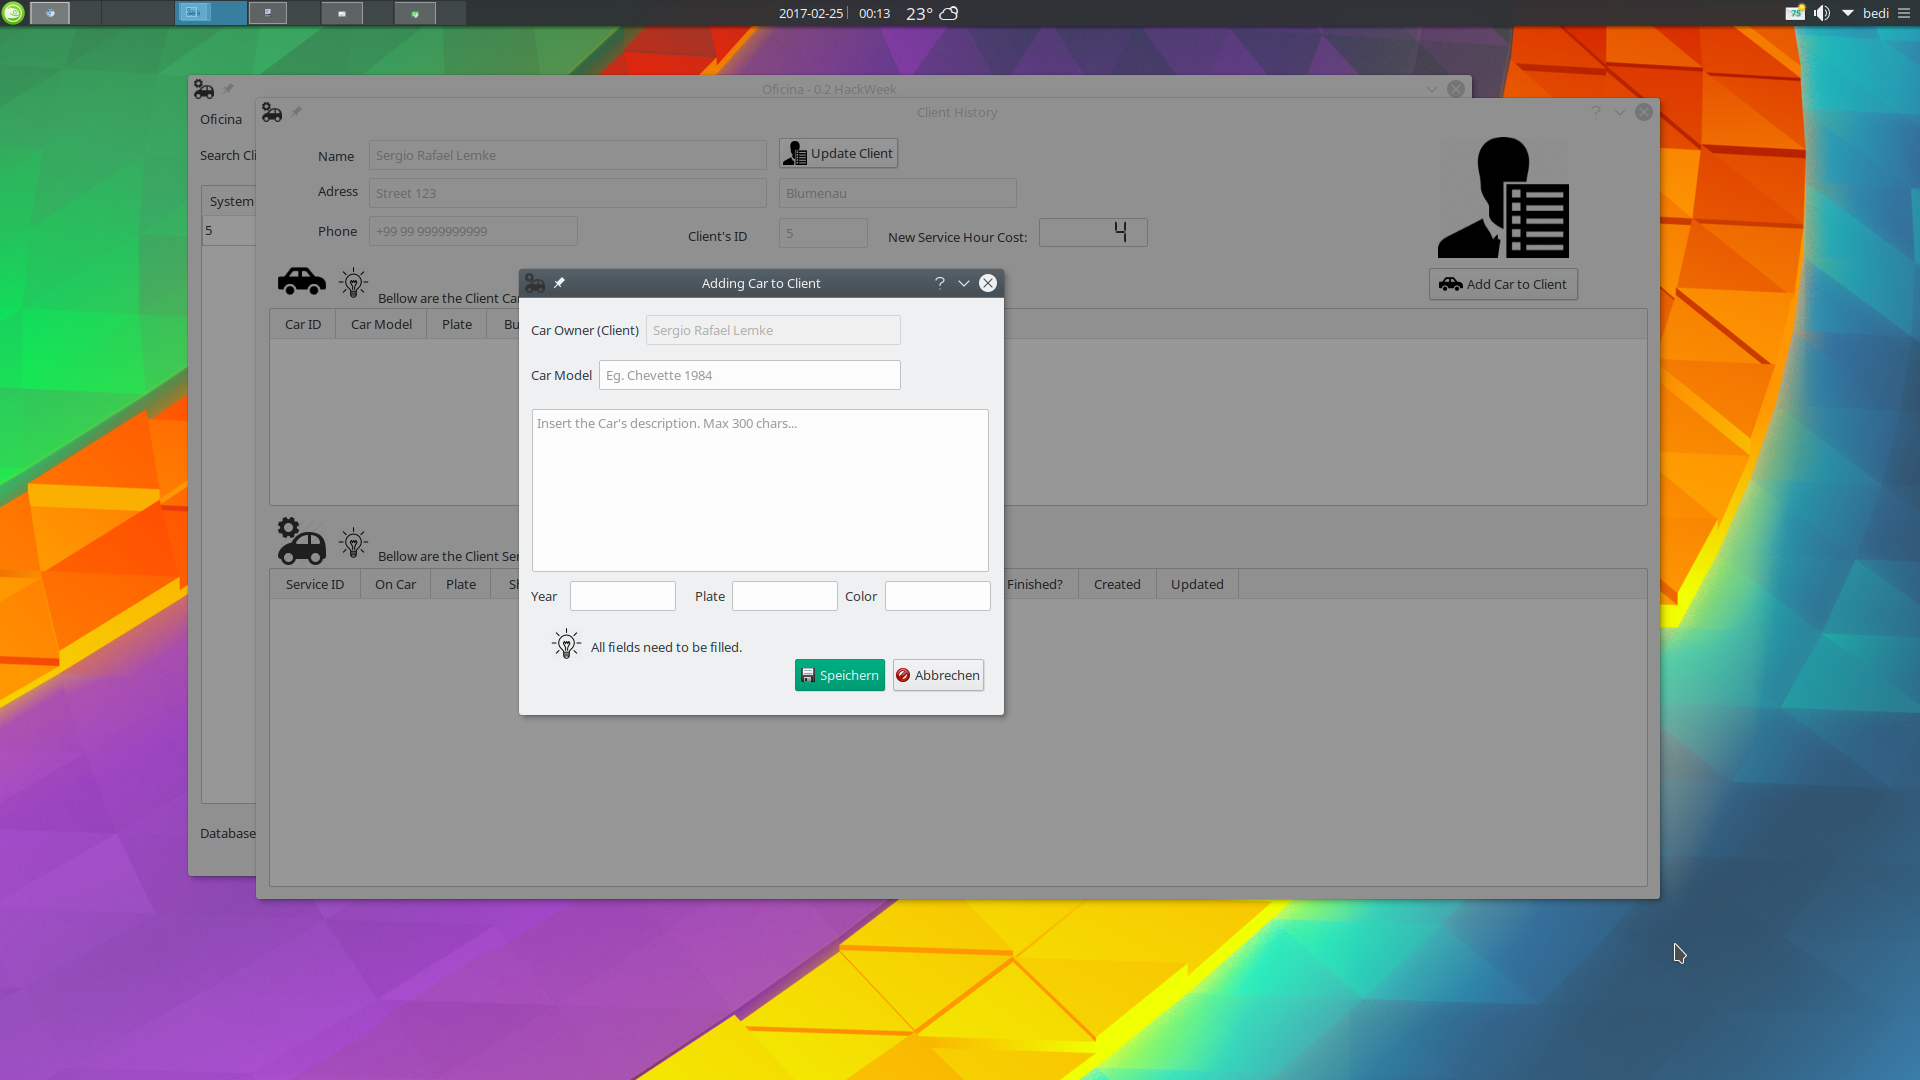 2017-02-25 00:13 23° 75 bedi
Oficina - 0.2 HackWeek
Client History
Oficina
Search Cli
System
5
Database
Name Sergio Rafael Lemke Update Client
Adress Street 123 Blumenau
Phone +99 99 9999999999 Client's ID 5 New Service Hour Cost: 4
Bellow are the Client Ca Add Car to Client
Car ID Car Model Plate Bu
Bellow are the Client Ser
Service ID On Car Plate Sh Finished? Created Updated
Adding Car to Client
Car Owner (Client) Sergio Rafael Lemke
Car Model Eg. Chevette 1984
Insert the Car's description. Max 300 chars...
Year Plate Color
All fields need to be filled.
Speichern Abbrechen